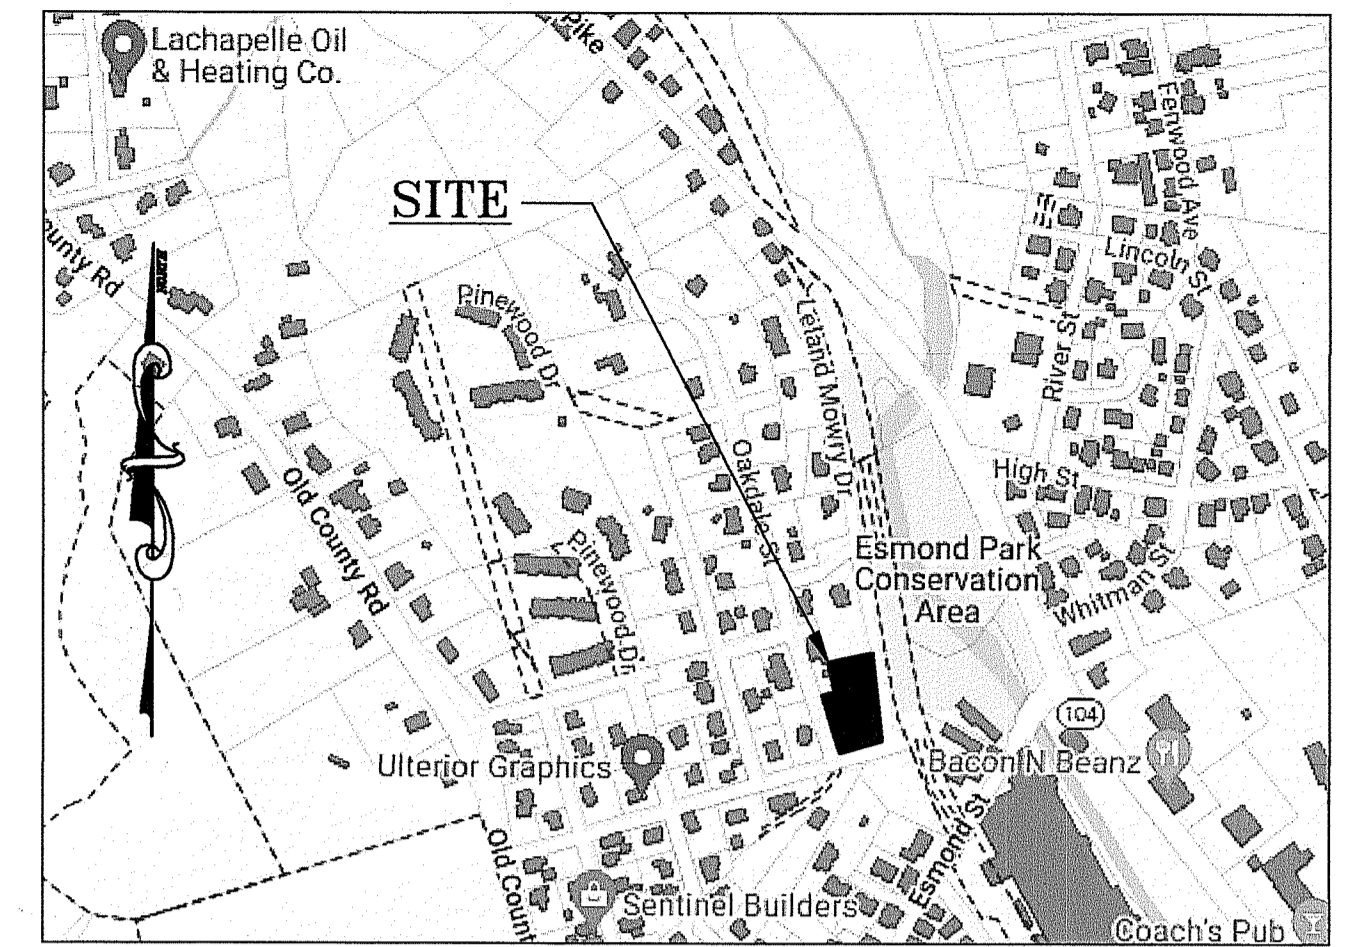 Pike
Lachapelle Oil
& Heating Co.
Fenwood Ave
SITE
Lincoln St
ounty Rd
Pinewood Dr
Leland Mowry Dr
River St
Oakdale St
High St
Old County Rd
Esmond Park
Conservation
Area
Pinewood Dr
Whitman St
104
Ulterior Graphics
Bacon N Beanz
Esmond St
Old Count
Sentinel Builders
Coach's Pub